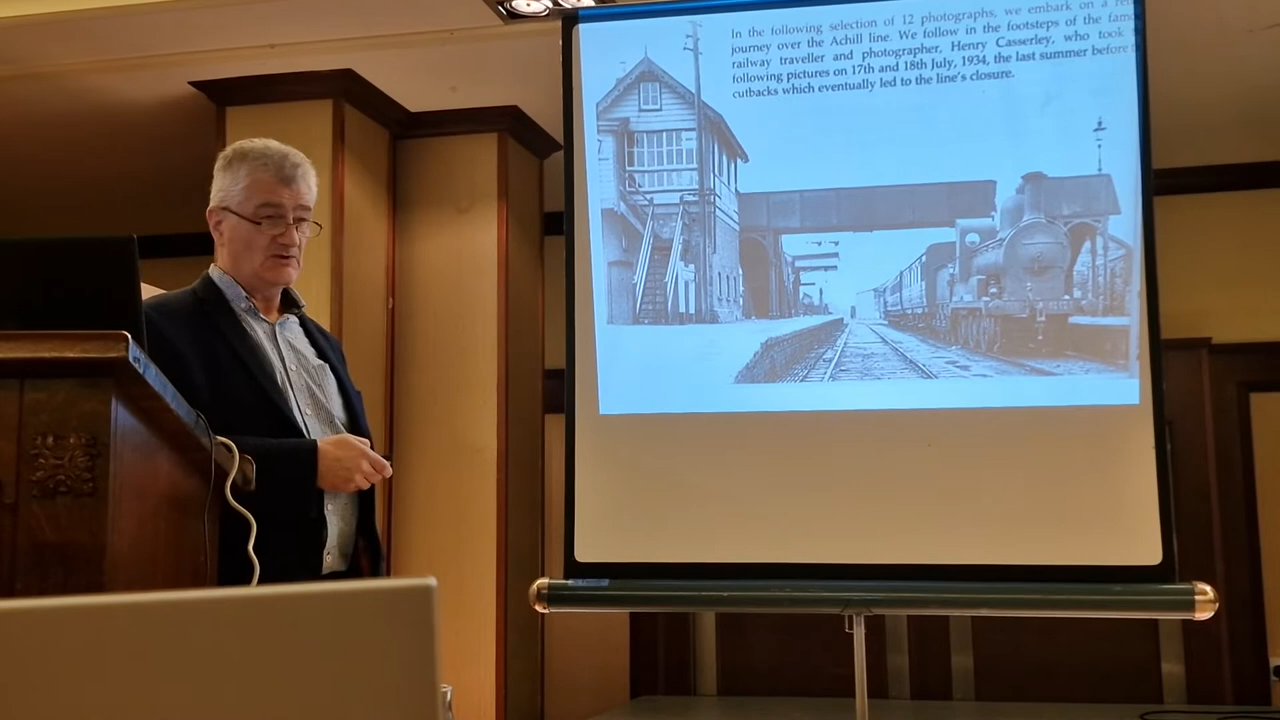 In the following selection of 12 photographs, we embark on a
journey over the Achill line. We follow in the footsteps of the
railway traveller and photographer, Henry Casserley, who took
following pictures on 17th and 18th July, 1934, the last summer before
cutbacks which eventually led to the line's closure.